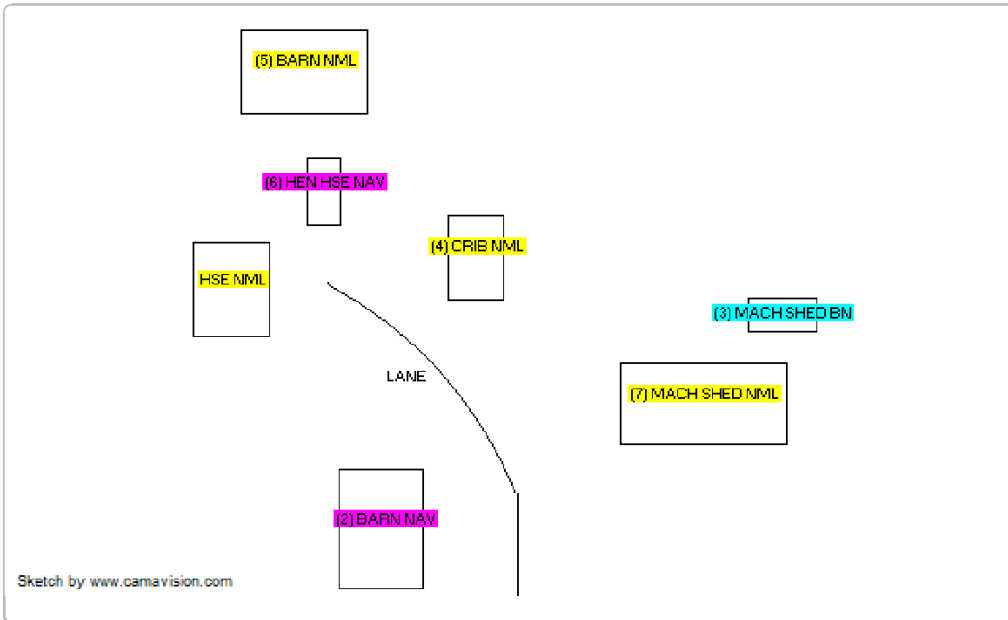 (5) BARN NML
(6) HEN HSE NAV
(4) CRIB NML
HSE NML
(3) MACH SHED BN
LANE
(7) MACH SHED NML
(2) BARN NAV
Sketch by www.camavision.com